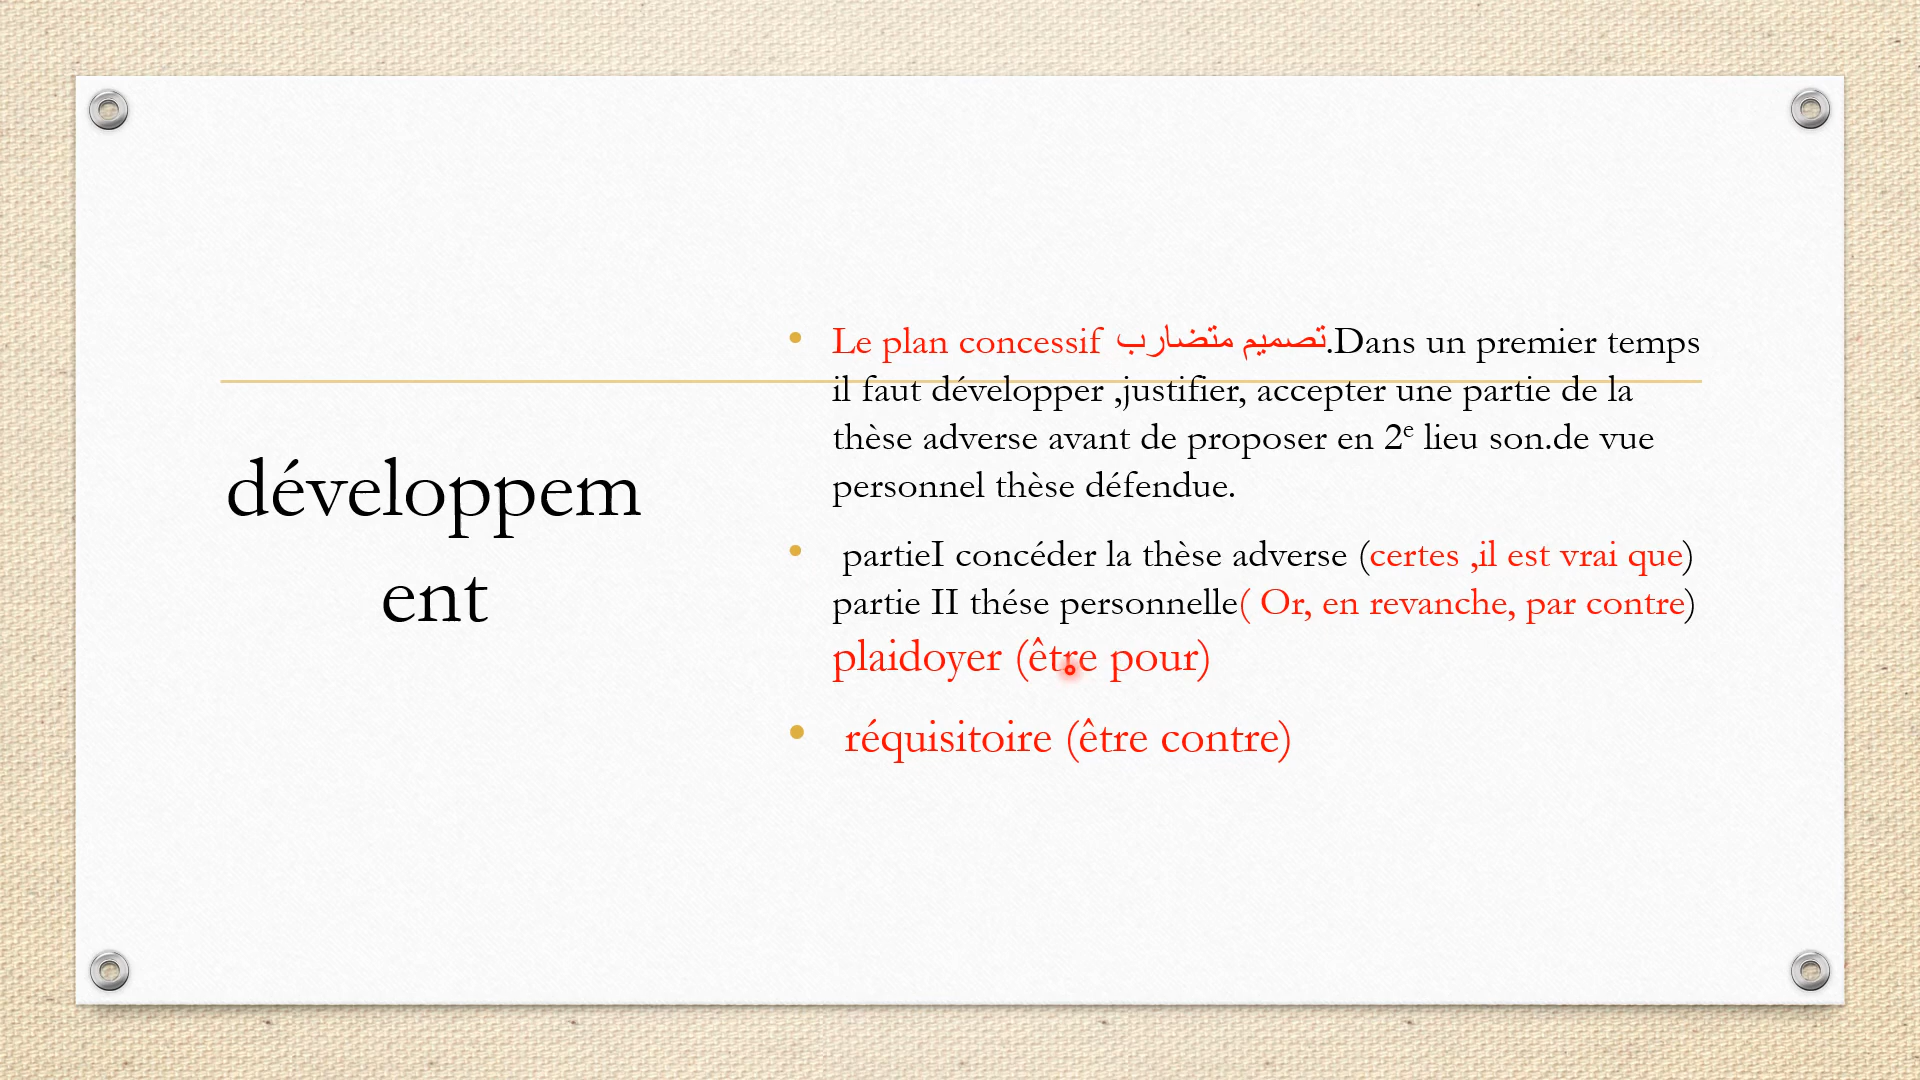 développem
ent
Le plan concessif تصميم متضارب.Dans un premier temps
il faut développer ,justifier, accepter une partie de la
thèse adverse avant de proposer en 2e lieu son.de vue
personnel thèse défendue.
partieI concéder la thèse adverse (certes ,il est vrai que)
partie II thése personnelle( Or, en revanche, par contre)
plaidoyer (être pour)
réquisitoire (être contre)